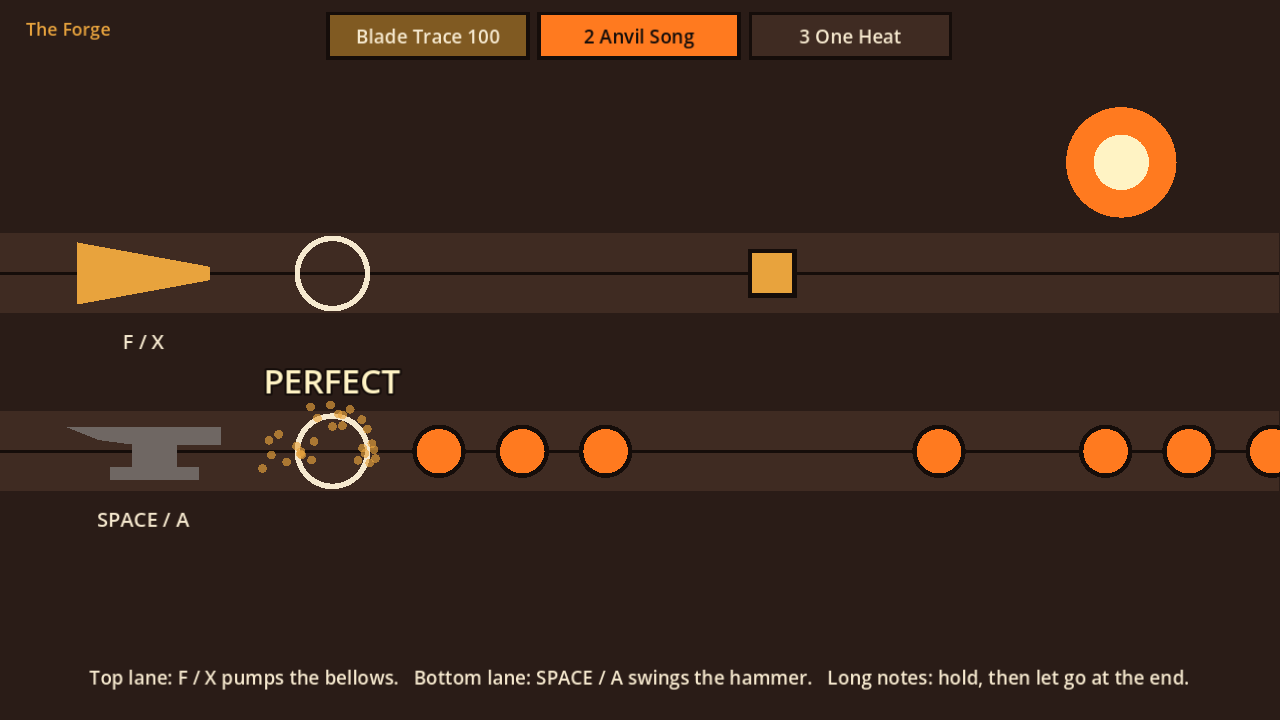 The Forge
Blade Trace 100
2 Anvil Song
3 One Heat
F / X
PERFECT
SPACE / A
Top lane: F / X pumps the bellows. Bottom lane: SPACE / A swings the hammer. Long notes: hold, then let go at the end.